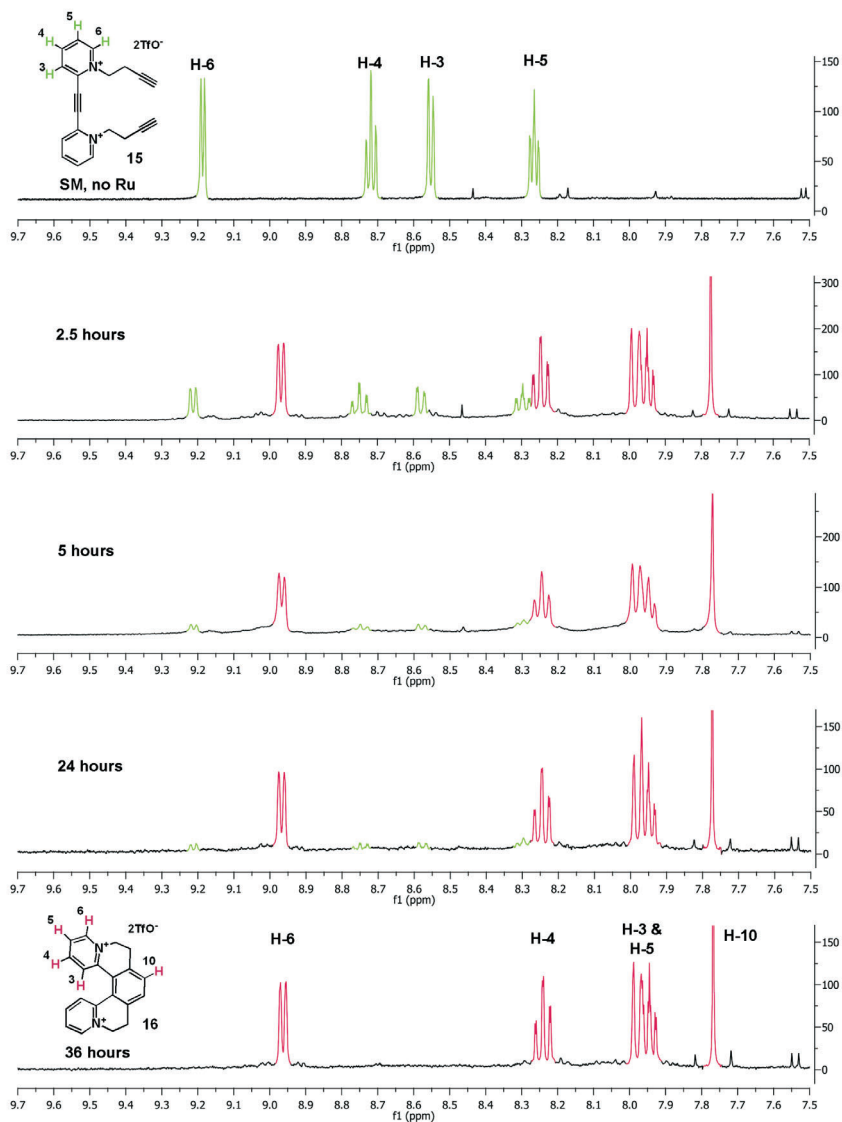 5
4 H H 6
H H
2TfO⁻
3
H
N⁺
N⁺
15
SM, no Ru
H-6 H-4 H-3 H-5
150
100
50
0
9.7 9.6 9.5 9.4 9.3 9.2 9.1 9.0 8.9 8.8 8.7 8.6 8.5 8.4 8.3 8.2 8.1 8.0 7.9 7.8 7.7 7.6 7.5
f1 (ppm)
2.5 hours
300
200
100
0
9.7 9.6 9.5 9.4 9.3 9.2 9.1 9.0 8.9 8.8 8.7 8.6 8.5 8.4 8.3 8.2 8.1 8.0 7.9 7.8 7.7 7.6 7.5
f1 (ppm)
5 hours
200
100
0
9.7 9.6 9.5 9.4 9.3 9.2 9.1 9.0 8.9 8.8 8.7 8.6 8.5 8.4 8.3 8.2 8.1 8.0 7.9 7.8 7.7 7.6 7.5
f1 (ppm)
24 hours
150
100
50
0
9.7 9.6 9.5 9.4 9.3 9.2 9.1 9.0 8.9 8.8 8.7 8.6 8.5 8.4 8.3 8.2 8.1 8.0 7.9 7.8 7.7 7.6 7.5
f1 (ppm)
6
5 H H
2TfO⁻
4 H
N⁺
10
H
3 H
N⁺
16
36 hours
H-6 H-4 H-3 &
H-5
H-10
150
100
50
0
9.7 9.6 9.5 9.4 9.3 9.2 9.1 9.0 8.9 8.8 8.7 8.6 8.5 8.4 8.3 8.2 8.1 8.0 7.9 7.8 7.7 7.6 7.5
f1 (ppm)